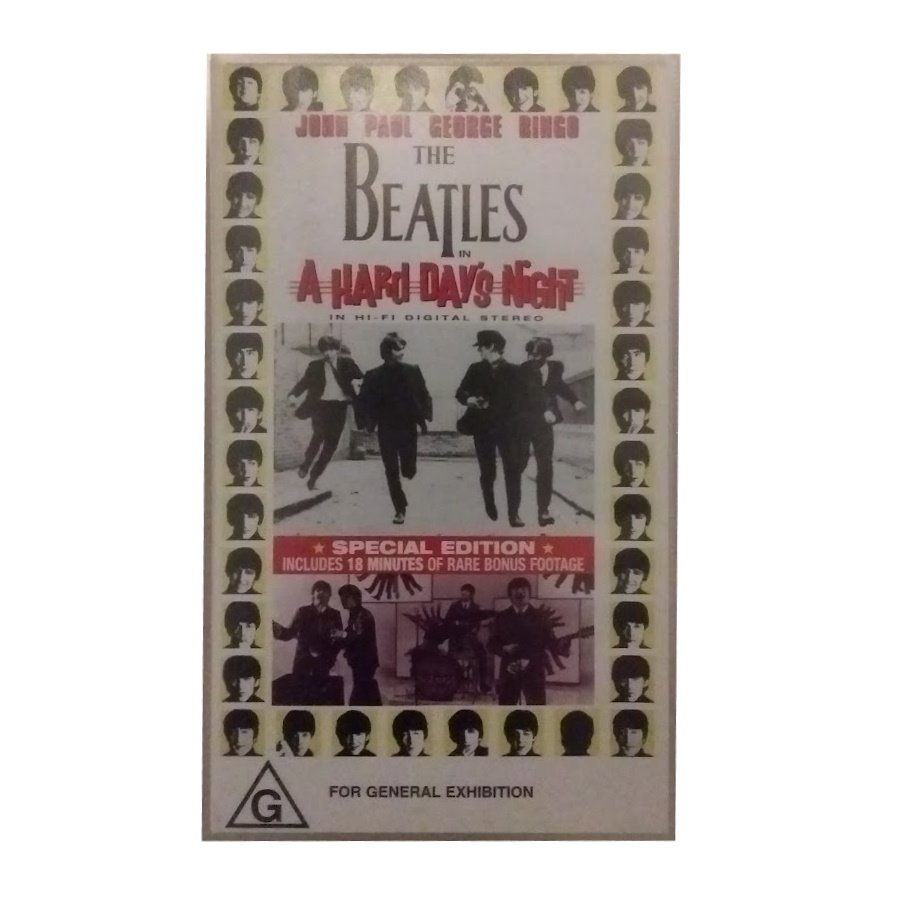 JOHN PAUL GEORGE RINGO
THE
BEATLES
IN
A HARD DAY'S NIGHT
IN HI-FI DIGITAL STEREO
SPECIAL EDITION
INCLUDES 18 MINUTES OF RARE BONUS FOOTAGE
G
FOR GENERAL EXHIBITION